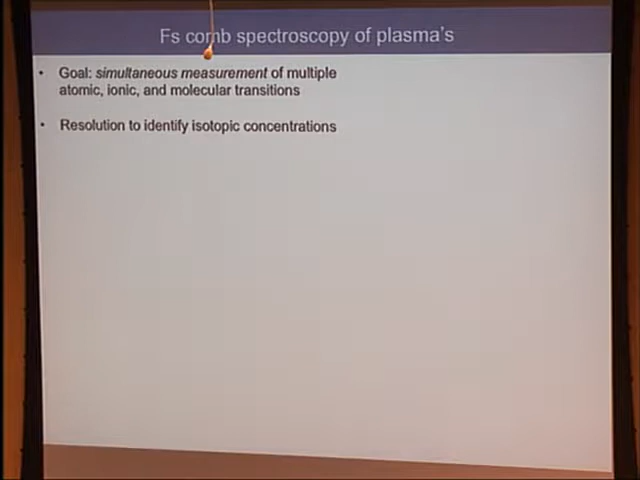 Fs comb spectroscopy of plasma's
• Goal: simultaneous measurement of multiple
atomic, ionic, and molecular transitions
• Resolution to identify isotopic concentrations